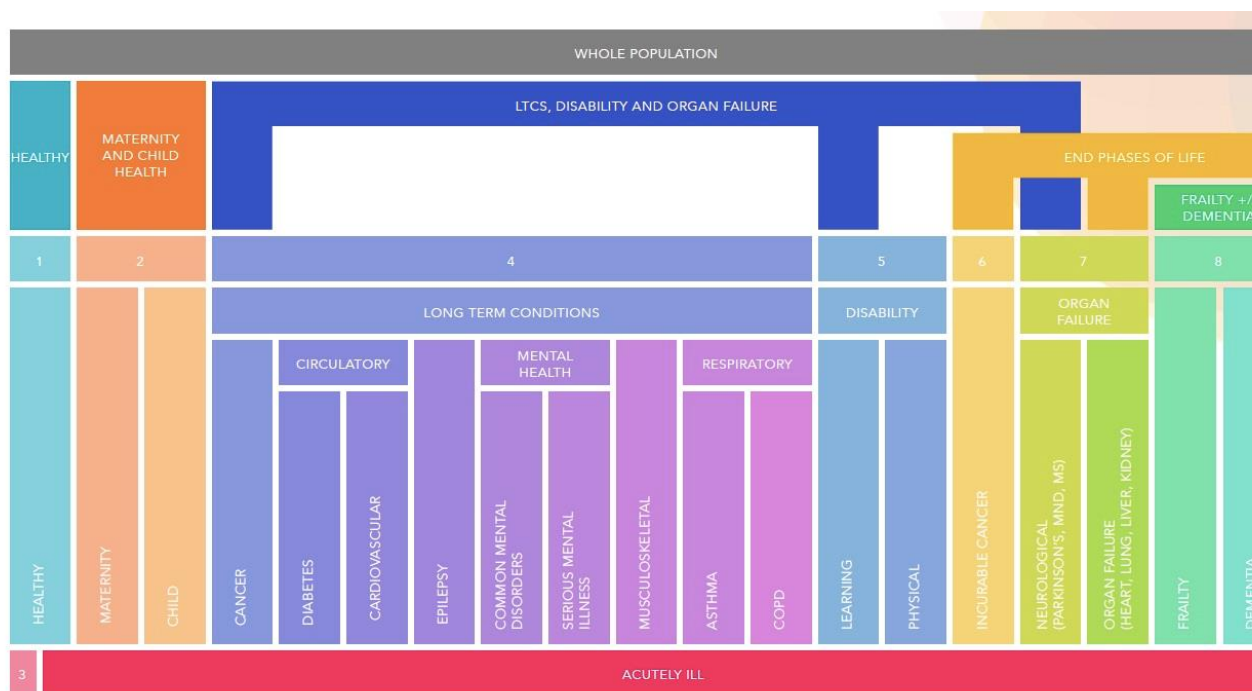 WHOLE POPULATION
HEALTHY
MATERNITY
AND CHILD
HEALTH
LTCS, DISABILITY AND ORGAN FAILURE
END PHASES OF LIFE
FRAILTY +/
DEMENTIA
1
2
4
5
6
7
8
LONG TERM CONDITIONS
DISABILITY
ORGAN
FAILURE
CIRCULATORY
MENTAL
HEALTH
RESPIRATORY
HEALTHY
MATERNITY
CHILD
CANCER
DIABETES
CARDIOVASCULAR
EPILEPSY
COMMON MENTAL
DISORDERS
SERIOUS MENTAL
ILLNESS
MUSCULOSKELETAL
ASTHMA
COPD
LEARNING
PHYSICAL
INCURABLE CANCER
NEUROLOGICAL
(PARKINSON'S, MND, MS)
ORGAN FAILURE
(HEART, LUNG, LIVER, KIDNEY)
FRAILTY
DEMENTIA
3
ACUTELY ILL